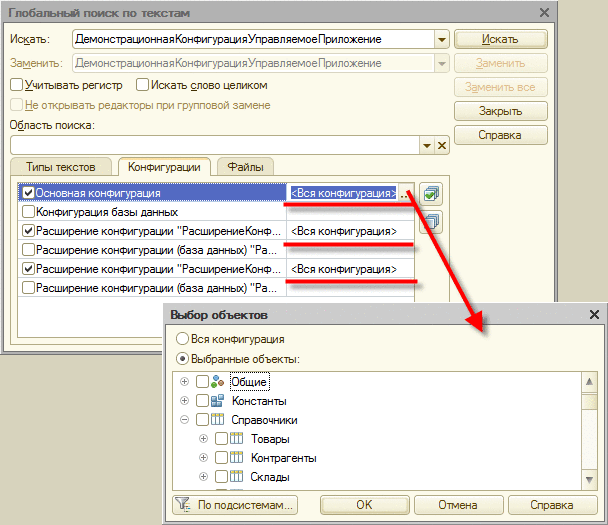 Глобальный поиск по текстам
Искать: ДемонстрационнаяКонфигурацияУправляемоеПриложение Искать
Заменить: ДемонстрационнаяКонфигурацияУправляемоеПриложение Заменить
Учитывать регистр Искать слово целиком Заменить все
Не открывать редакторы при групповой замене Закрыть
Область поиска: Справка
Типы текстов Конфигурации Файлы
Основная конфигурация <Вся конфигурация> ...
Конфигурация базы данных
Расширение конфигурации "РасширениеКонф... <Вся конфигурация>
Расширение конфигурации (база данных) "Ра...
Расширение конфигурации "РасширениеКонф... <Вся конфигурация>
Расширение конфигурации (база данных) "Ра...
Выбор объектов
Вся конфигурация
Выбранные объекты:
Общие
Константы
Справочники
Товары
Контрагенты
Склады
По подсистемам... OK Отмена Справка